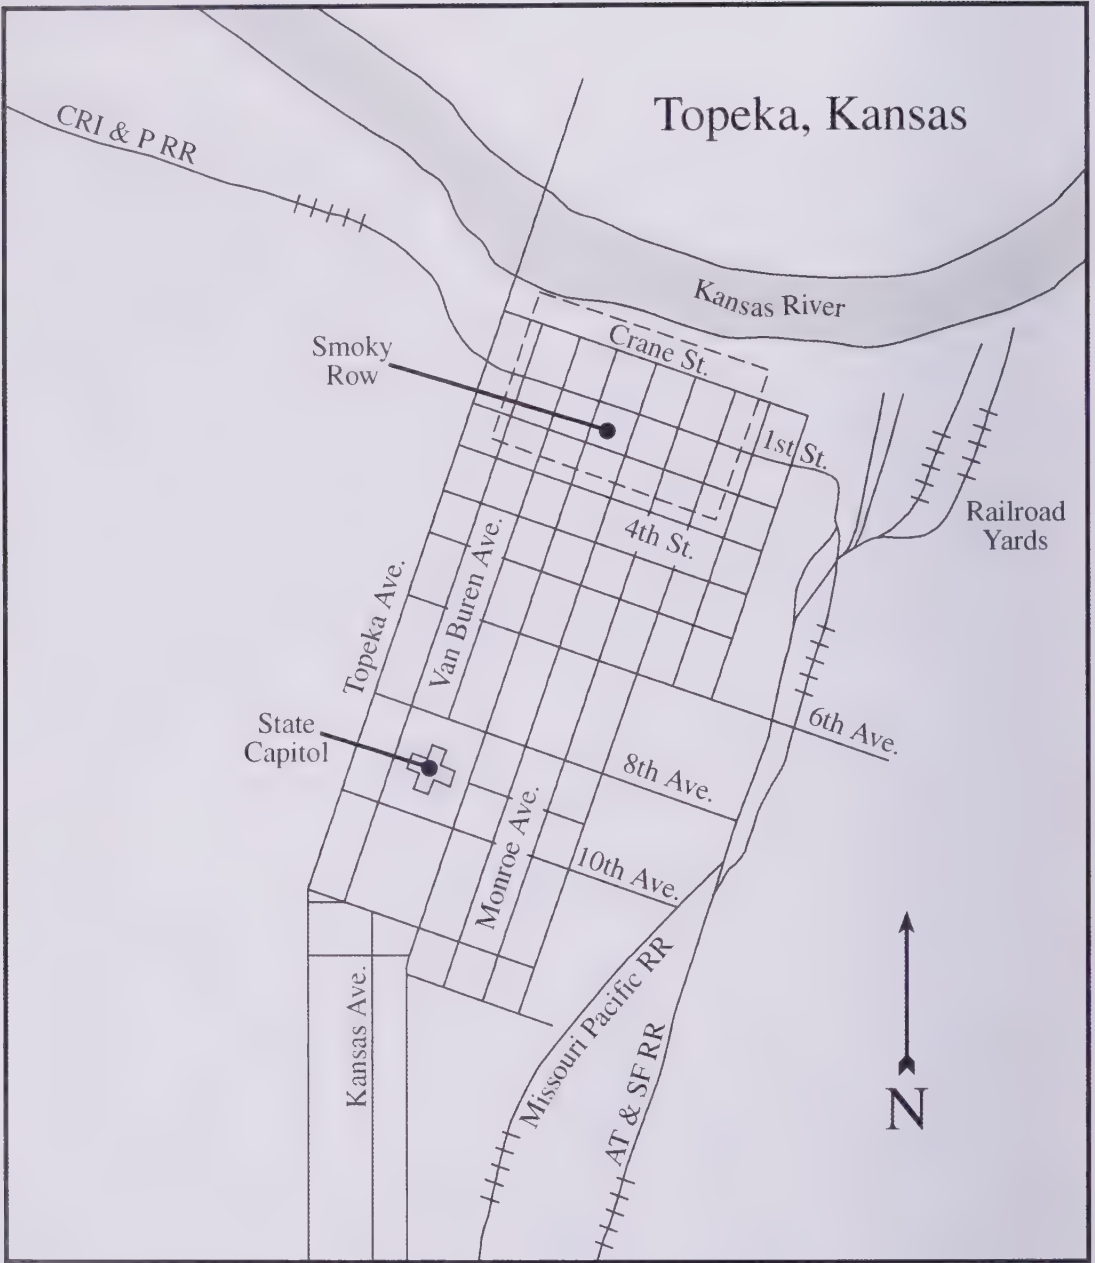 Topeka, Kansas
CRI & P RR
Kansas River
Crane St.
Smoky
Row
1st St.
Railroad
Yards
4th St.
Van Buren Ave.
Topeka Ave.
State
Capitol
6th Ave.
8th Ave.
Monroe Ave.
10th Ave.
Missouri Pacific RR
Kansas Ave.
AT & SF RR
N